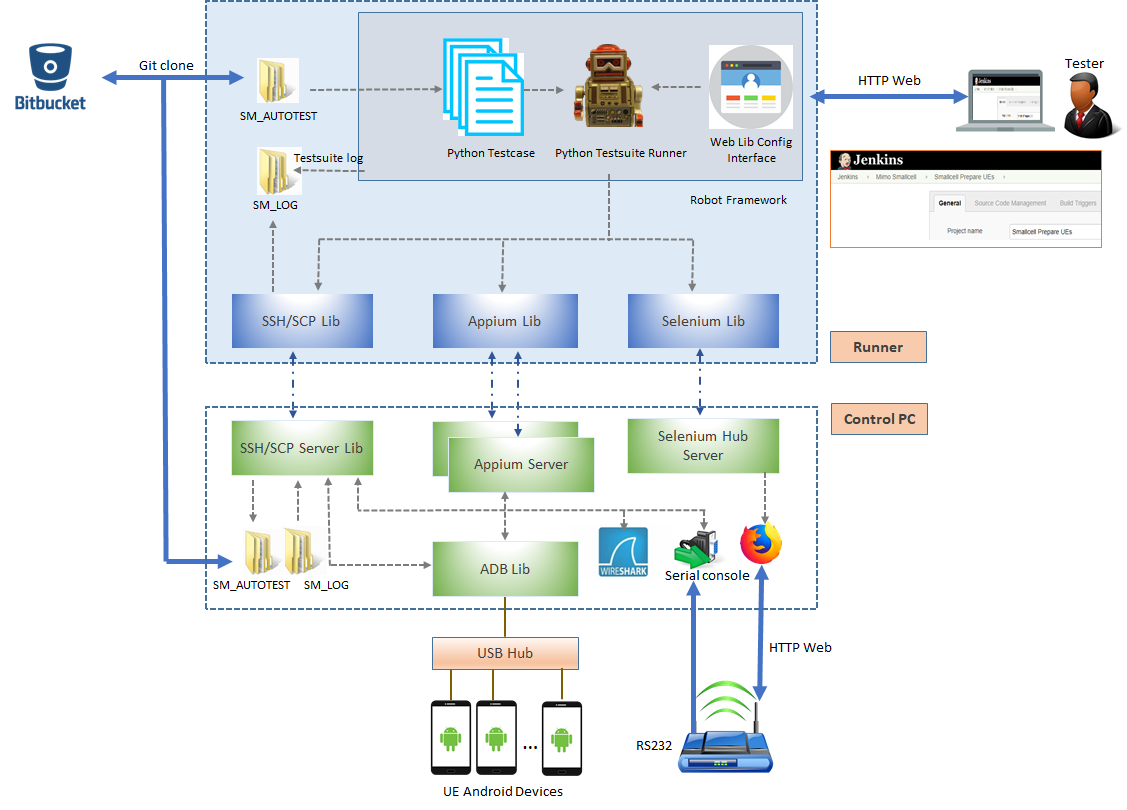 Bitbucket
Git clone
SM_AUTOTEST
Python Testcase
Python Testsuite Runner
Web Lib Config
Interface
HTTP Web
Tester
Jenkins
Testsuite log
SM_LOG
Robot Framework
Jenkins
Jenkins › Mimo Smallcell › Smallcell Prepare UEs ›
General Source Code Management Build Triggers
Project name Smallcell Prepare UEs
SSH/SCP Lib
Appium Lib
Selenium Lib
Runner
Control PC
SSH/SCP Server Lib
Appium Server
Selenium Hub
Server
SM_AUTOTEST
SM_LOG
ADB Lib
WIRESHARK
Serial console
USB Hub
HTTP Web
RS232
...
UE Android Devices